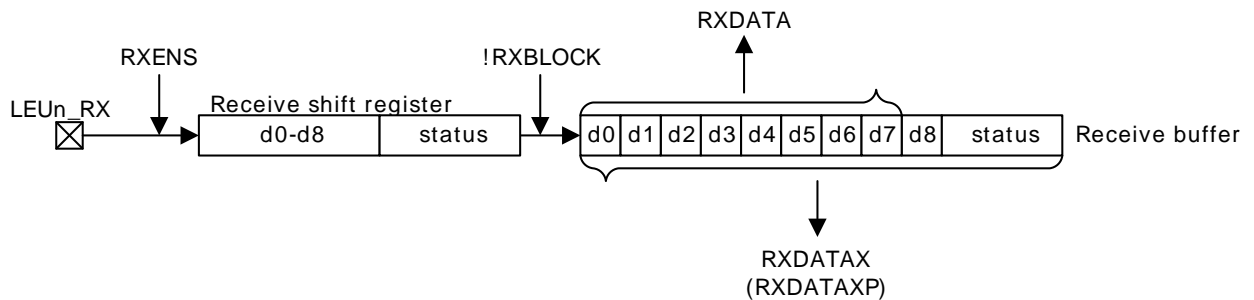 RXDATA
RXENS
!RXBLOCK
LEUn_RX
Receive shift register
d0-d8 status
d0 d1 d2 d3 d4 d5 d6 d7 d8 status
Receive buffer
RXDATAX
(RXDATAXP)